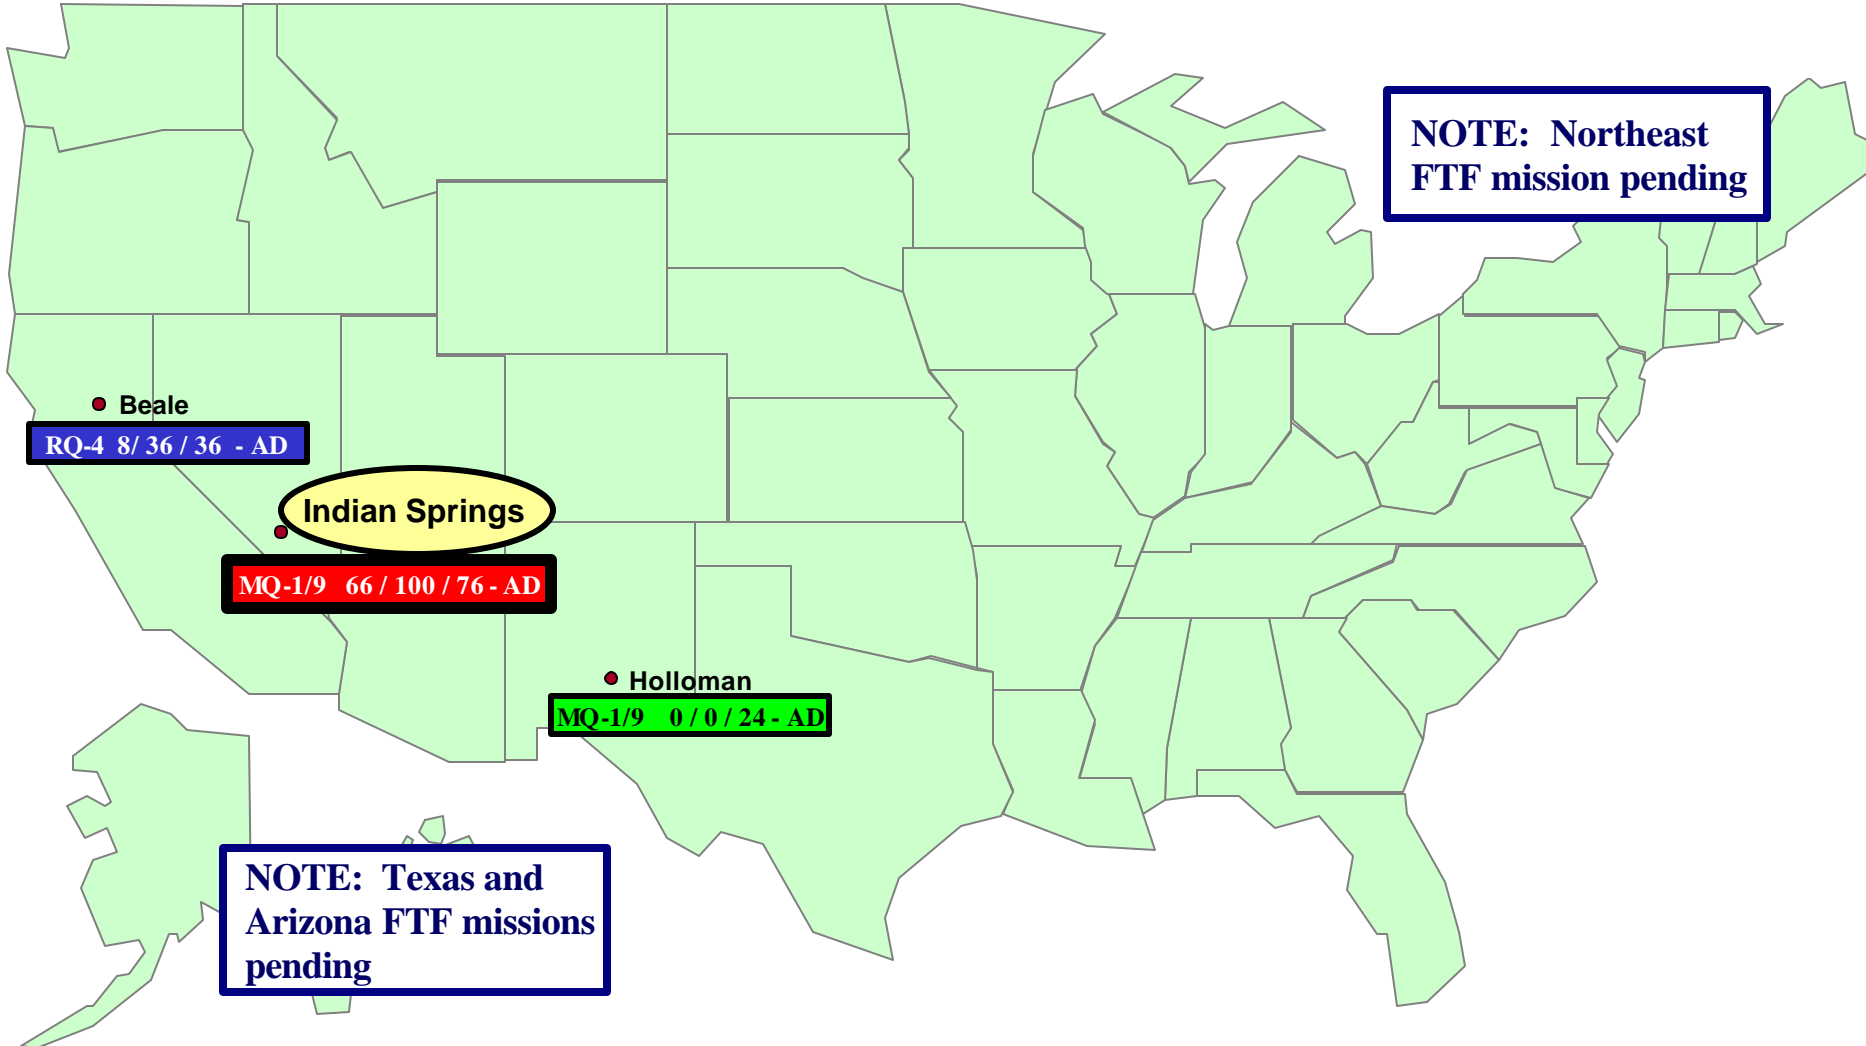 NOTE: Northeast
FTF mission pending
Beale
RQ-4 8/ 36 / 36 - AD
Indian Springs
MQ-1/9 66 / 100 / 76 - AD
Holloman
MQ-1/9 0 / 0 / 24 - AD
NOTE: Texas and
Arizona FTF missions
pending